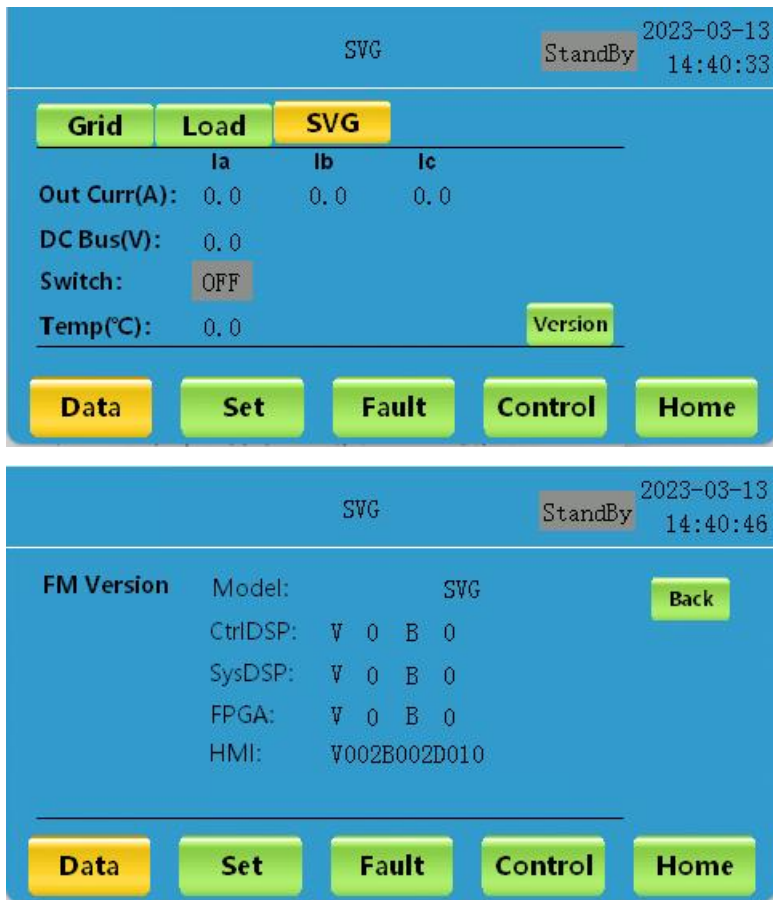 SVG StandBy 2023-03-13
14:40:33
Grid Load SVG
Ia Ib Ic
Out Curr(A): 0.0 0.0 0.0
DC Bus(V): 0.0
Switch: OFF
Temp(℃): 0.0 Version
Data Set Fault Control Home
SVG StandBy 2023-03-13
14:40:46
FM Version Model: SVG Back
CtrlDSP: V 0 B 0
SysDSP: V 0 B 0
FPGA: V 0 B 0
HMI: V002B002D010
Data Set Fault Control Home